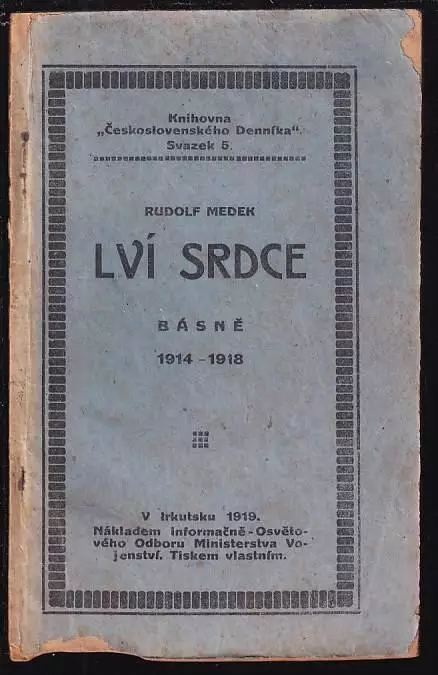 Knihovna
„Československého Denníka“.
Svazek 5.
RUDOLF MEDEK
LVÍ SRDCE
BÁSNĚ
1914 - 1918
V Irkutsku 1919.
Nákladem Informačně-Osvěto-
vého Odboru Ministerstva Vo-
jenství. Tiskem vlastním.